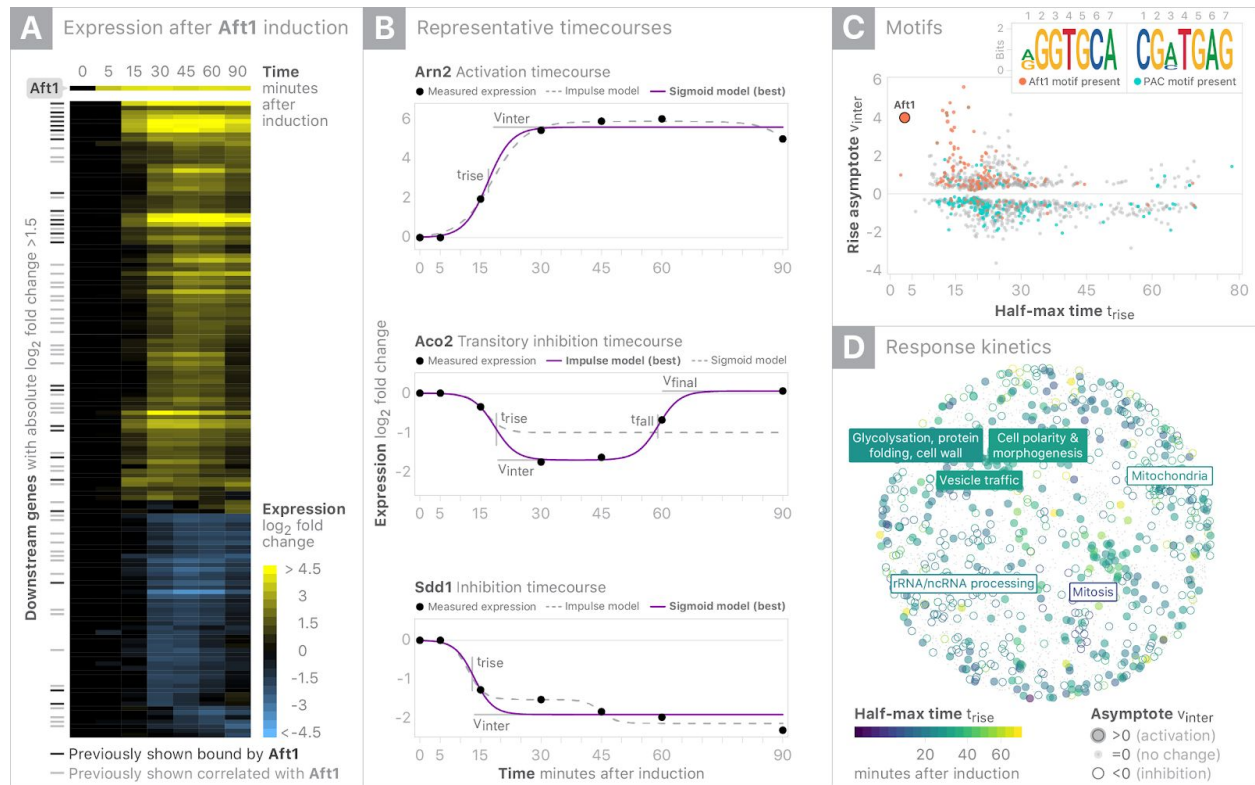 A Expression after Aft1 induction
0 5 15 30 45 60 90
Time
minutes
after
induction
Aft1
Downstream genes with absolute log2 fold change >1.5
Expression
log2 fold
change
> 4.5
3
1.5
0
-1.5
-3
<-4.5
Previously shown bound by Aft1
Previously shown correlated with Aft1
B Representative timecourses
Expression log2 fold change
Arn2 Activation timecourse
Measured expression Impulse model Sigmoid model (best)
6
4
2
0
Vinter
trise
0 5 15 30 45 60 90
Aco2 Transitory inhibition timecourse
Measured expression Impulse model (best) Sigmoid model
0
-1
-2
trise
Vinter
tfall
Vfinal
0 5 15 30 45 60 90
Sdd1 Inhibition timecourse
Measured expression Impulse model Sigmoid model (best)
0
-1
-2
trise
Vinter
0 5 15 30 45 60 90
Time minutes after induction
C Motifs
1 2 3 4 5 6 7
1 2 3 4 5 6 7
2
Bits
0
AGGGTGCA
CGACTGAG
Aft1 motif present
PAC motif present
Rise asymptote Vinter
6
4
2
0
-2
-4
Aft1
0 5 15 30 45 60 80
Half-max time trise
D Response kinetics
Glycolysation, protein
folding, cell wall
Cell polarity &
morphogenesis
Vesicle traffic
Mitochondria
rRNA/ncRNA processing
Mitosis
Half-max time trise
20 40 60
minutes after induction
Asymptote Vinter
>0 (activation)
=0 (no change)
<0 (inhibition)